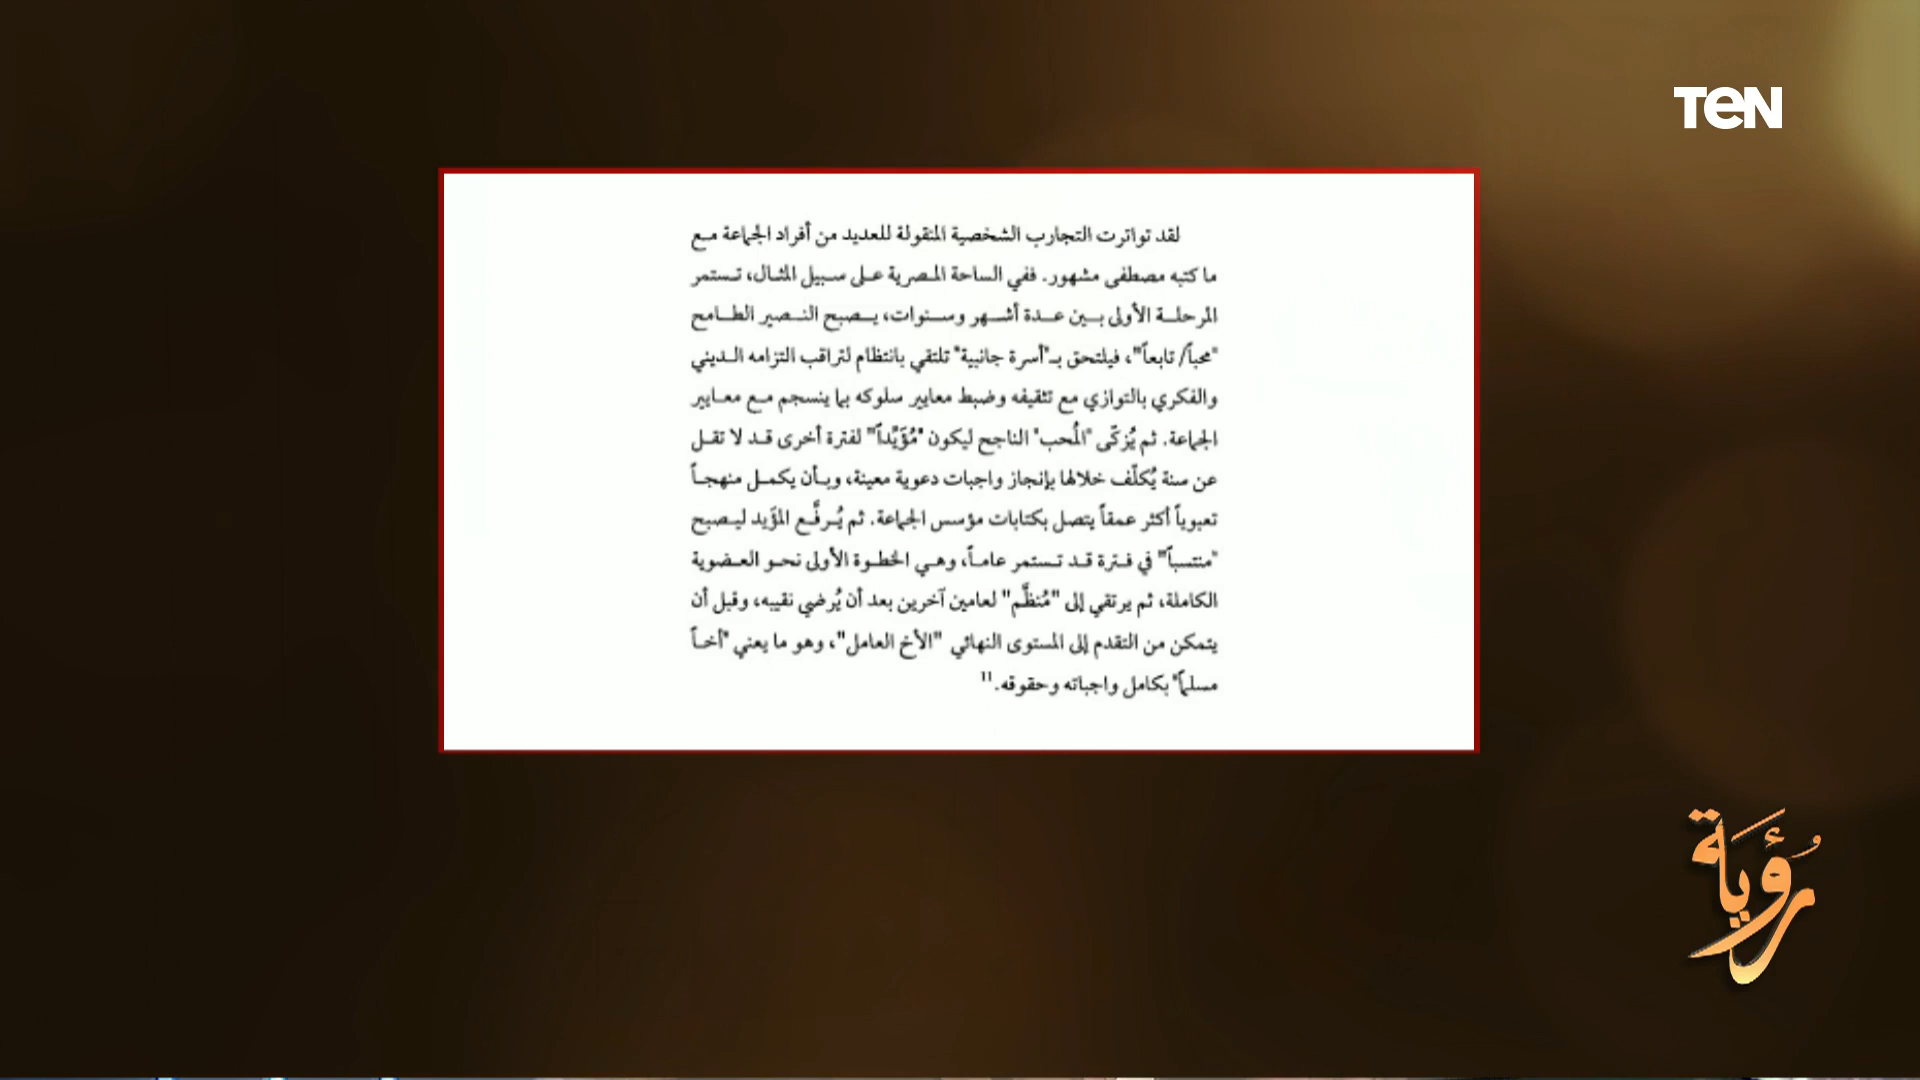 TEN
لقد تواترت التجارب الشخصية المنقولة للعديد من أفراد الجماعة مع
ما كتبه مصطفى مشهور. ففي الساحة المصرية على سبيل المثال، تستمر
المرحلة الأولى بين عدة أشهر وسنوات، يصبح النصير الطامح
"محباً/ تابعاً"، فيلتحق بـ"أسرة جانبية" تلتقي بانتظام لتراقب التزامه الديني
والفكري بالتوازي مع تثقيفه وضبط معايير سلوكه بما ينسجم مع معايير
الجماعة. ثم يُزكّى "المُحب" الناجح ليكون "مُؤَيِّداً" لفترة أخرى قد لا تقل
عن سنة يُكلّف خلالها بإنجاز واجبات دعوية معينة، وبأن يكمل منهجاً
تعبوياً أكثر عمقاً يتصل بكتابات مؤسس الجماعة. ثم يُرفَّع المؤيد ليصبح
"منتسباً" في فترة قد تستمر عاماً، وهي الخطوة الأولى نحو العضوية
الكاملة، ثم يرتقي إلى "مُنظَّم" لعامين آخرين بعد أن يُرضي نقيبه، وقبل أن
يتمكن من التقدم إلى المستوى النهائي "الأخ العامل"، وهو ما يعني "أخاً
مسلماً" بكامل واجباته وحقوقه.١١
رُؤية